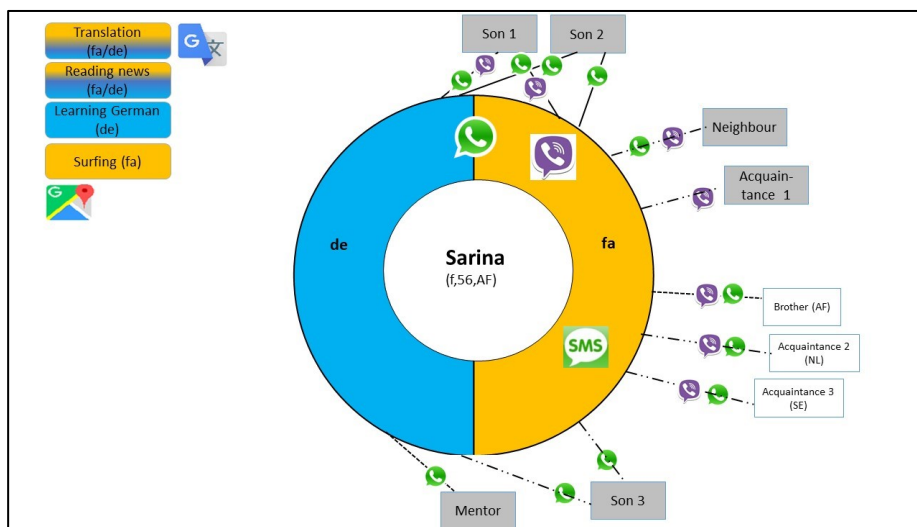 Translation
(fa/de)
Reading news
(fa/de)
Learning German
(de)
Surfing (fa)
G
文
G
Son 1
Son 2
Neighbour
Acquain-
tance 1
de
Sarina
(f,56,AF)
fa
SMS
Brother (AF)
Acquaintance 2
(NL)
Acquaintance 3
(SE)
Mentor
Son 3